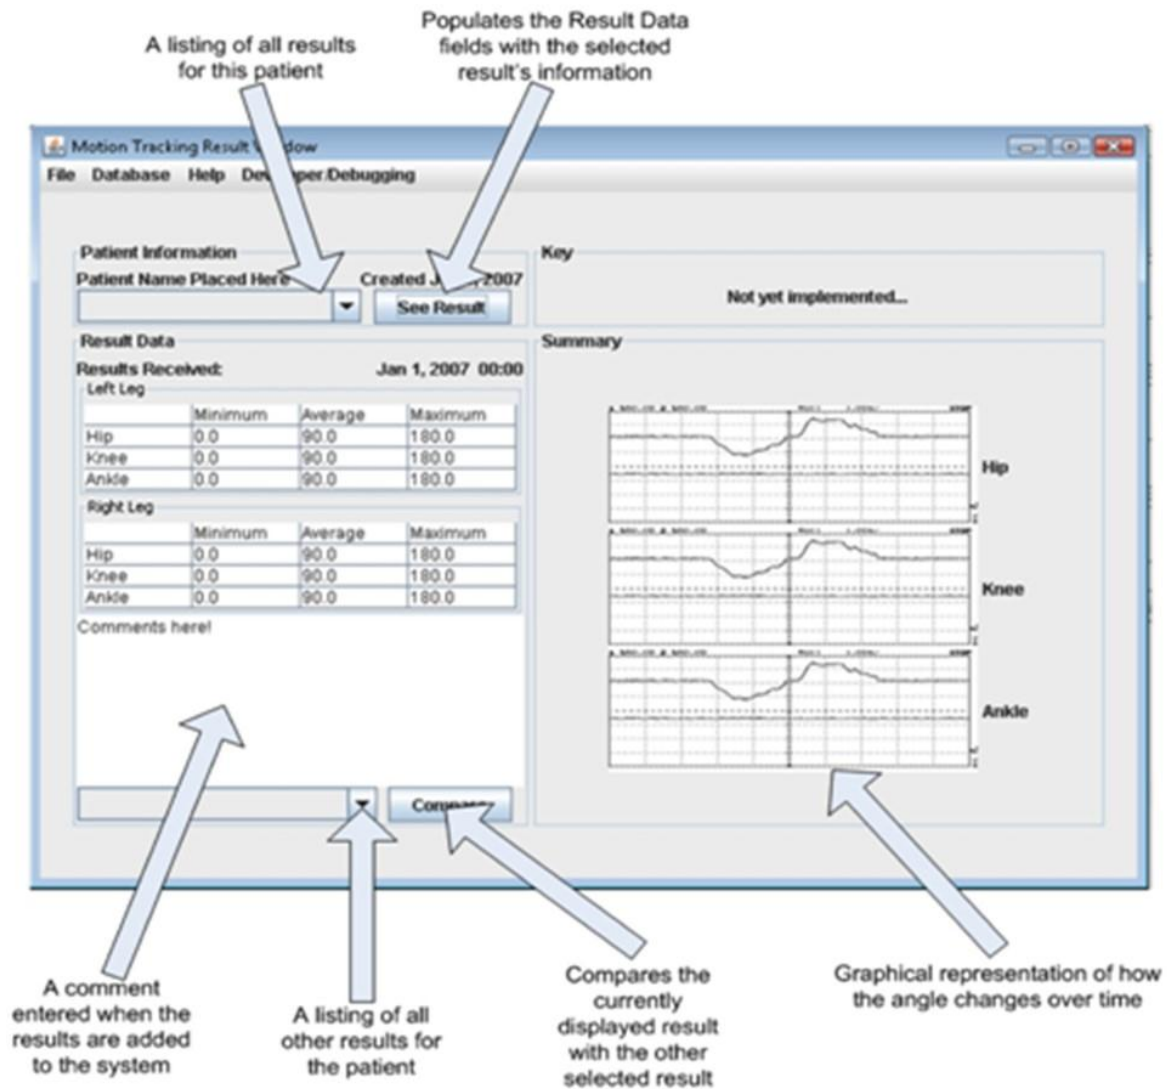 A listing of all results
for this patient
Populates the Result Data
fields with the selected
result's information
Motion Tracking Result
File Database Help
Patient Information
Patient Name Placed Here
Created 2007
See Result
Key
Not yet implemented...
Result Data
Results Received: Jan 1, 2007 00:00
Left Leg
Minimum Average Maximum
Hip 0.0 90.0 180.0
Knee 0.0 90.0 180.0
Ankle 0.0 90.0 180.0
Right Leg
Minimum Average Maximum
Hip 0.0 90.0 180.0
Knee 0.0 90.0 180.0
Ankle 0.0 90.0 180.0
Comments here!
Summary
Hip
Knee
Ankle
A comment
entered when the
results are added
to the system
A listing of all
other results for
the patient
Compares the
currently
displayed result
with the other
selected result
Graphical representation of how
the angle changes over time